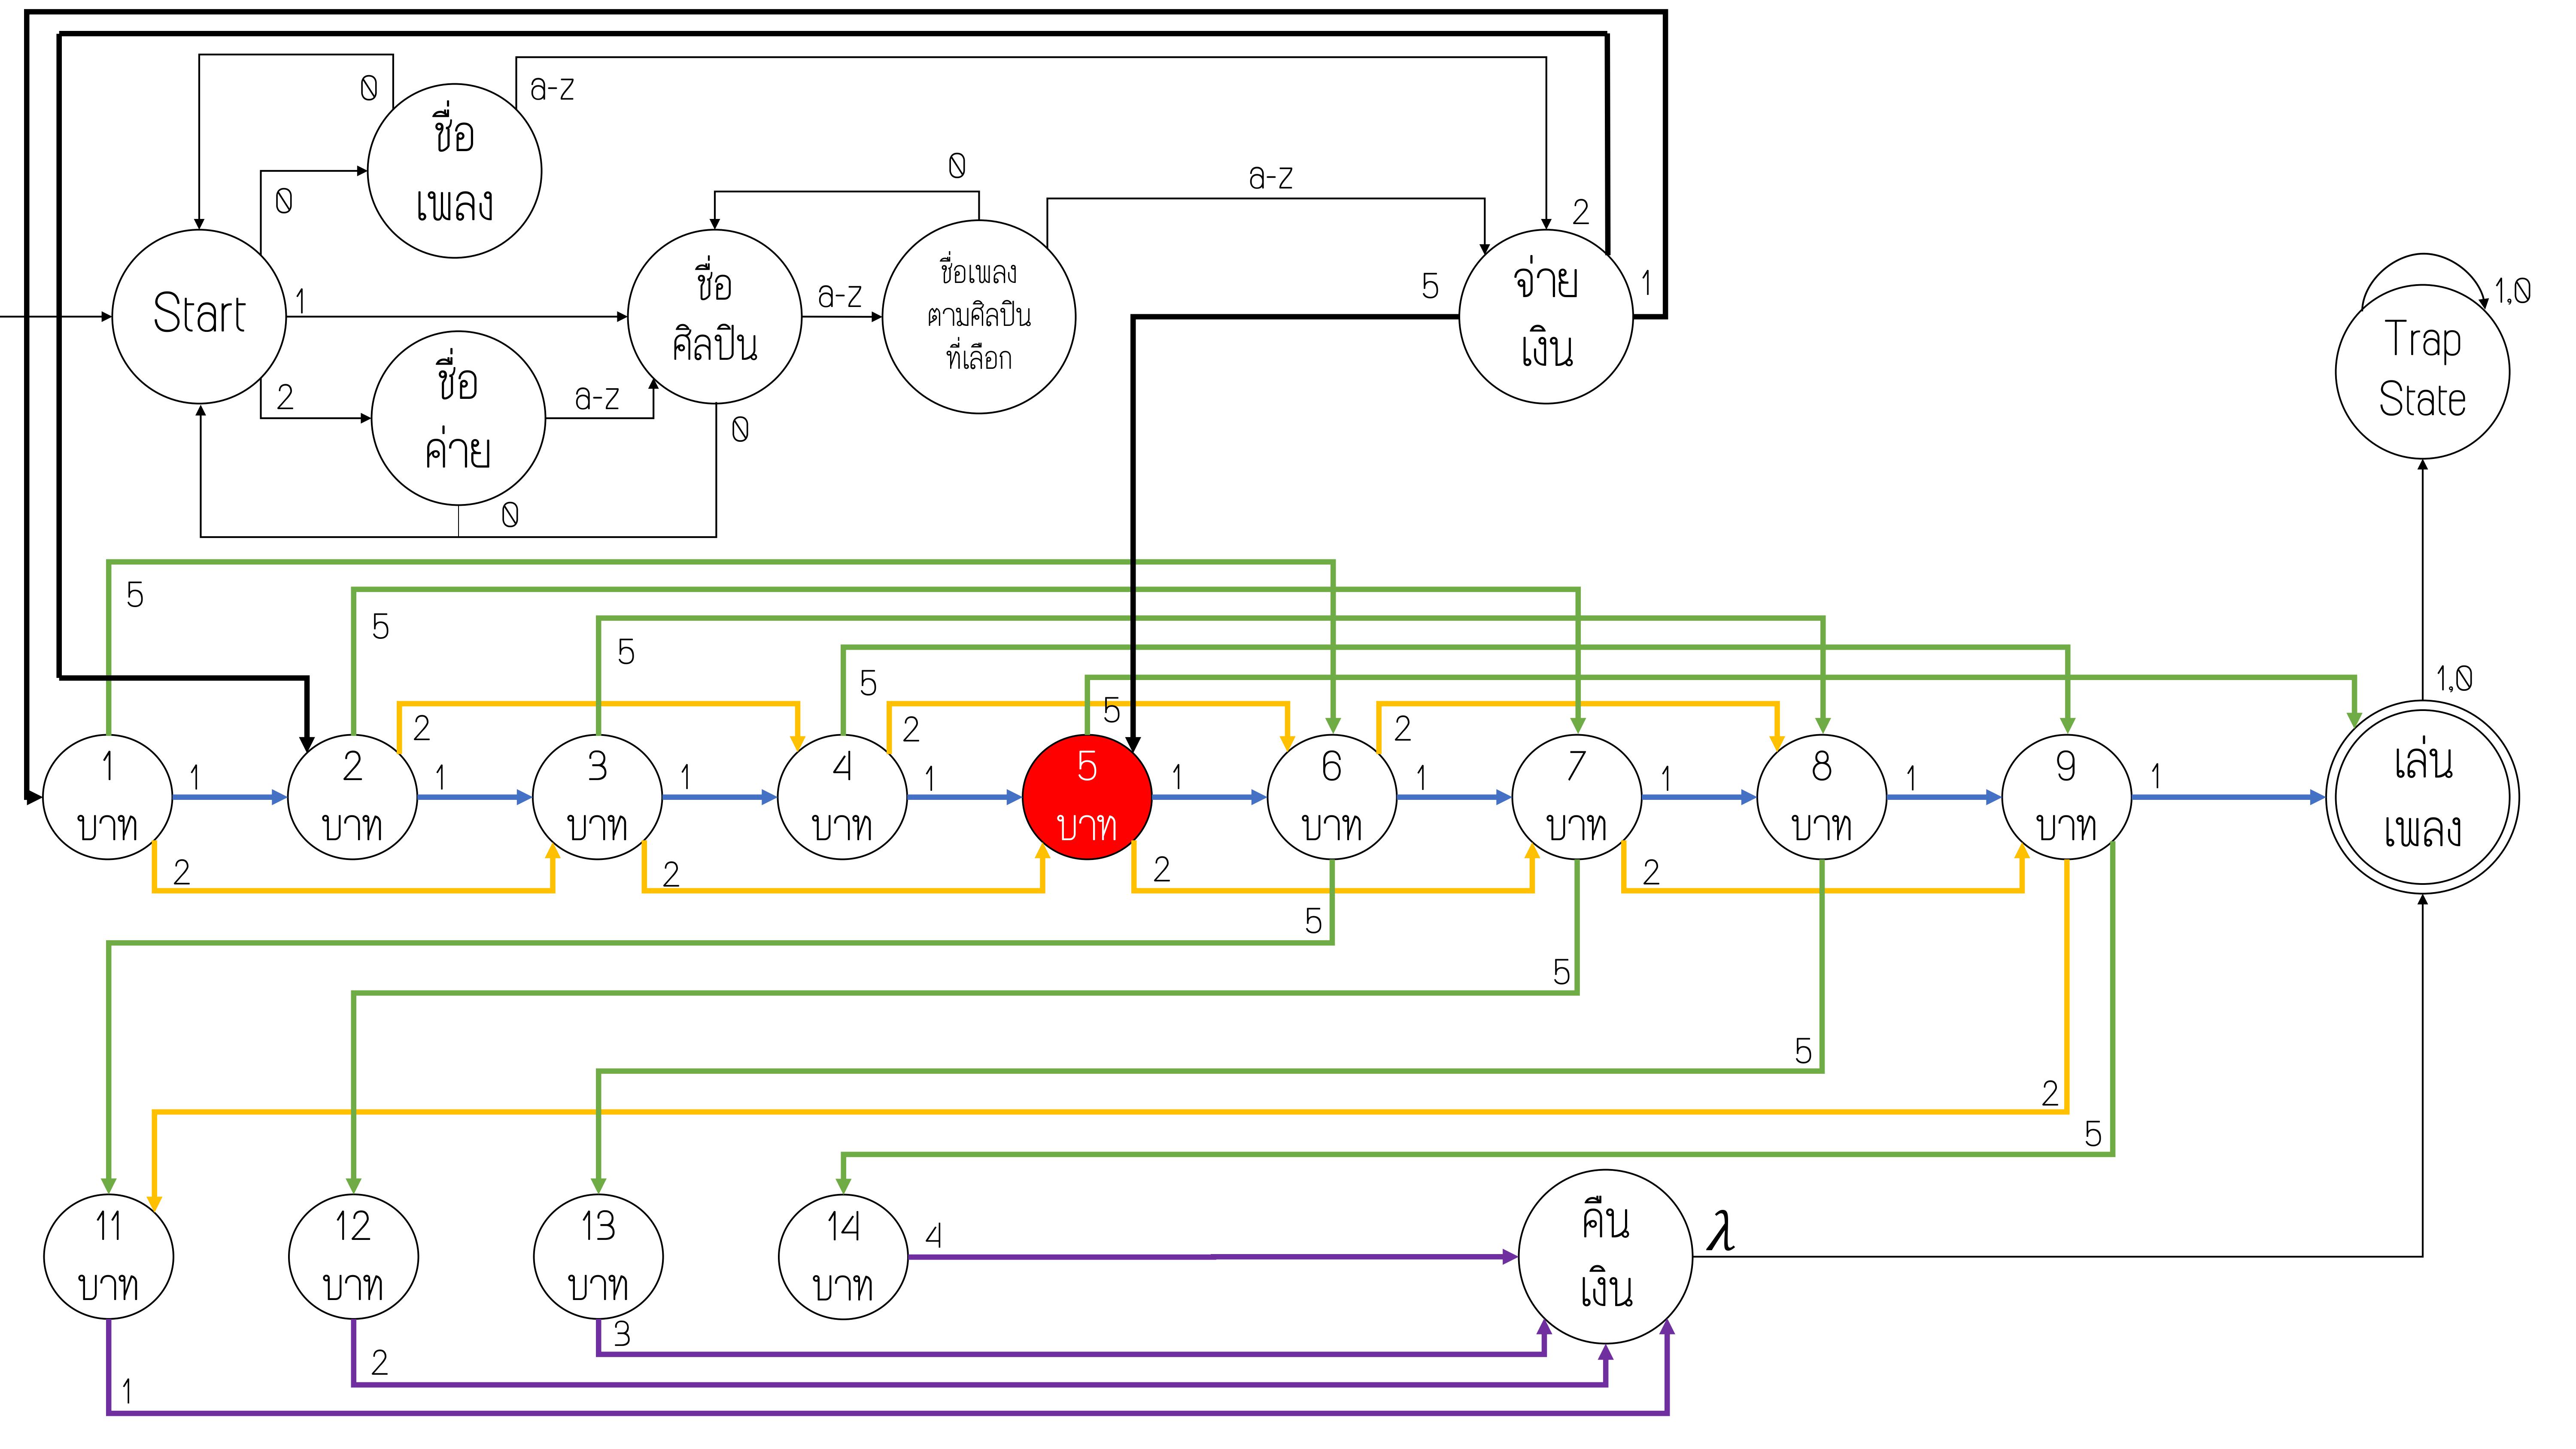 0
a-z
ชื่อ
เพลง
0
a-z
0
2
Start
1
ชื่อ
ศิลปิน
a-z
ชื่อเพลง
ตามศิลปิน
ที่เลือก
5
จ่าย
เงิน
1
1,0
Trap
State
2
ชื่อ
ค่าย
a-z
0
0
5
5
5
5
5
1,0
2
2
2
1
บาท
1
2
บาท
1
3
บาท
1
4
บาท
1
5
บาท
1
6
บาท
1
7
บาท
1
8
บาท
1
9
บาท
1
เล่น
เพลง
2
2
2
2
5
5
5
2
5
11
บาท
12
บาท
13
บาท
14
บาท
4
คืน
เงิน
λ
3
2
1